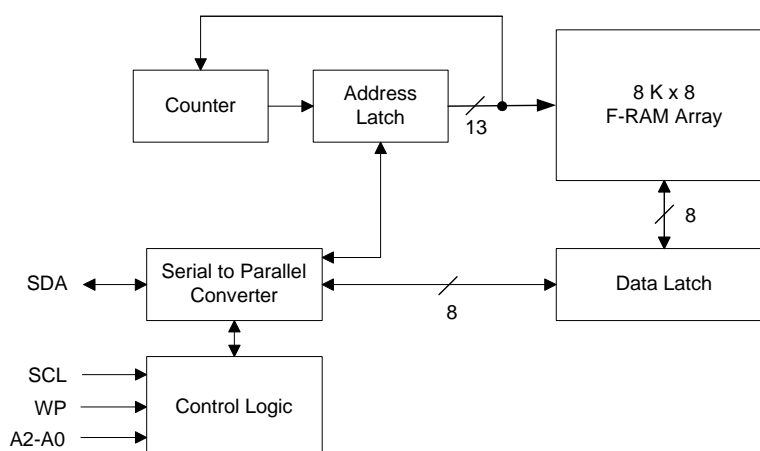 Counter
Address
Latch
13
8 K x 8
F-RAM Array
8
SDA
Serial to Parallel
Converter
8
Data Latch
SCL
WP
A2-A0
Control Logic